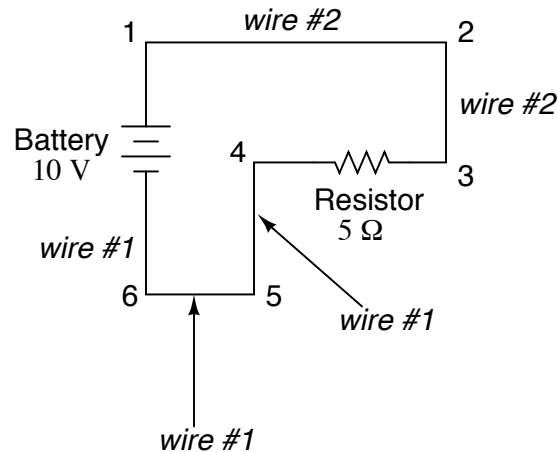 wire #2
1
2
wire #2
Battery
10 V
4
3
Resistor
5 Ω
wire #1
6
5
wire #1
wire #1